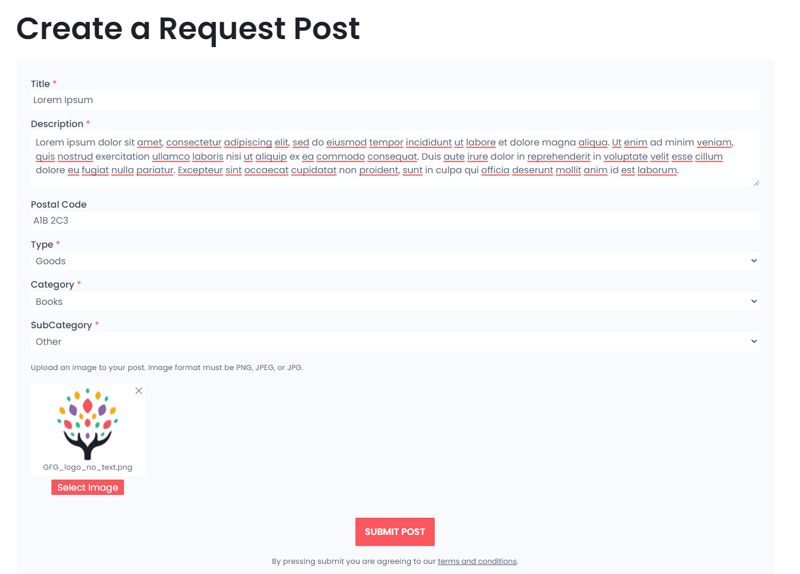 Create a Request Post
Title *
Lorem Ipsum
Description *
Lorem ipsum dolor sit amet, consectetur adipiscing elit, sed do eiusmod tempor incididunt ut labore et dolore magna aliqua. Ut enim ad minim veniam,
quis nostrud exercitation ullamco laboris nisi ut aliquip ex ea commodo consequat. Duis aute irure dolor in reprehenderit in voluptate velit esse cillum
dolore eu fugiat nulla pariatur. Excepteur sint occaecat cupidatat non proident, sunt in culpa qui officia deserunt mollit anim id est laborum.
Postal Code
A1B 2C3
Type *
Goods
Category *
Books
SubCategory *
Other
Upload an image to your post. Image format must be PNG, JPEG, or JPG.
GFG_logo_no_text.png
Select Image
SUBMIT POST
By pressing submit you are agreeing to our terms and conditions.